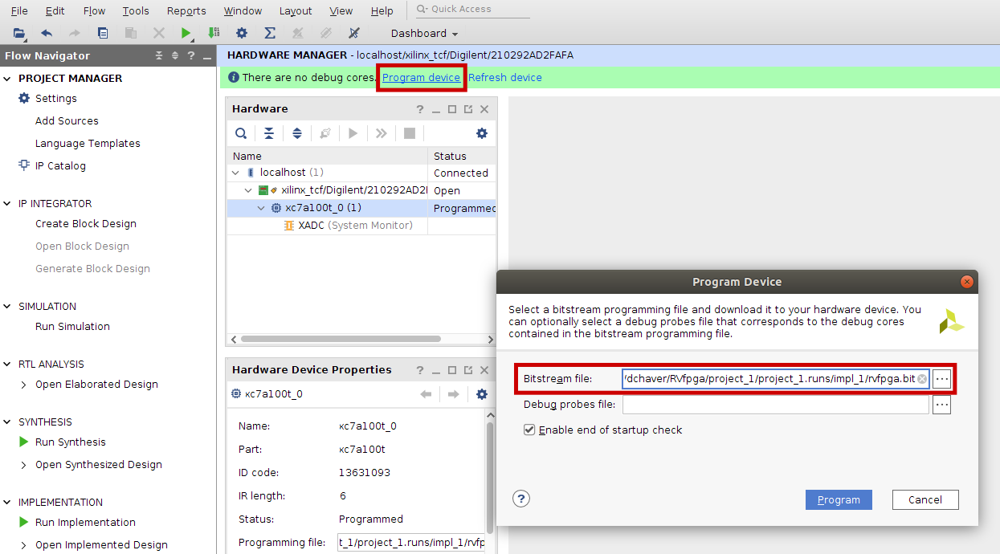 File Edit Flow Tools Reports Window Layout View Help Quick Access
Dashboard
Flow Navigator
PROJECT MANAGER
Settings
Add Sources
Language Templates
IP Catalog
IP INTEGRATOR
Create Block Design
Open Block Design
Generate Block Design
SIMULATION
Run Simulation
RTL ANALYSIS
Open Elaborated Design
SYNTHESIS
Run Synthesis
Open Synthesized Design
IMPLEMENTATION
Run Implementation
Open Implemented Design
HARDWARE MANAGER - localhost/xilinx_tcf/Digilent/210292AD2FAFA
There are no debug cores. Program device Refresh device
Hardware
Name Status
localhost (1) Connected
xilinx_tcf/Digilent/210292AD2 Open
xc7a100t_0 (1) Programmed
XADC (System Monitor)
Hardware Device Properties
xc7a100t_0
Name: xc7a100t_0
Part: xc7a100t
ID code: 13631093
IR length: 6
Status: Programmed
Programming file: t_1/project_1.runs/impl_1/rvfp
Program Device
Select a bitstream programming file and download it to your hardware device. You
can optionally select a debug probes file that corresponds to the debug cores
contained in the bitstream programming file.
Bitstream file: /dchaver/RVfpga/project_1/project_1.runs/impl_1/rvfpga.bit ...
Debug probes file: ...
Enable end of startup check
? Program Cancel